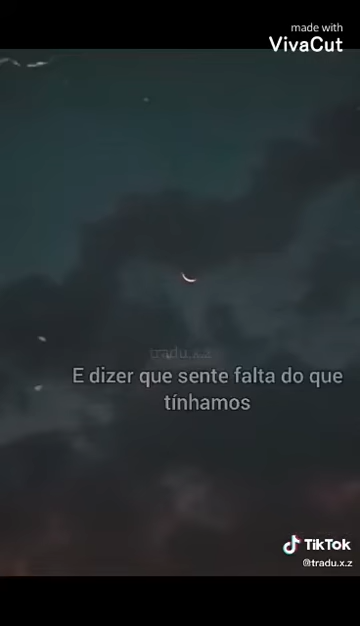 made with
VivaCut
tradu.x.z
E dizer que sente falta do que
tínhamos
TikTok
@tradu.x.z